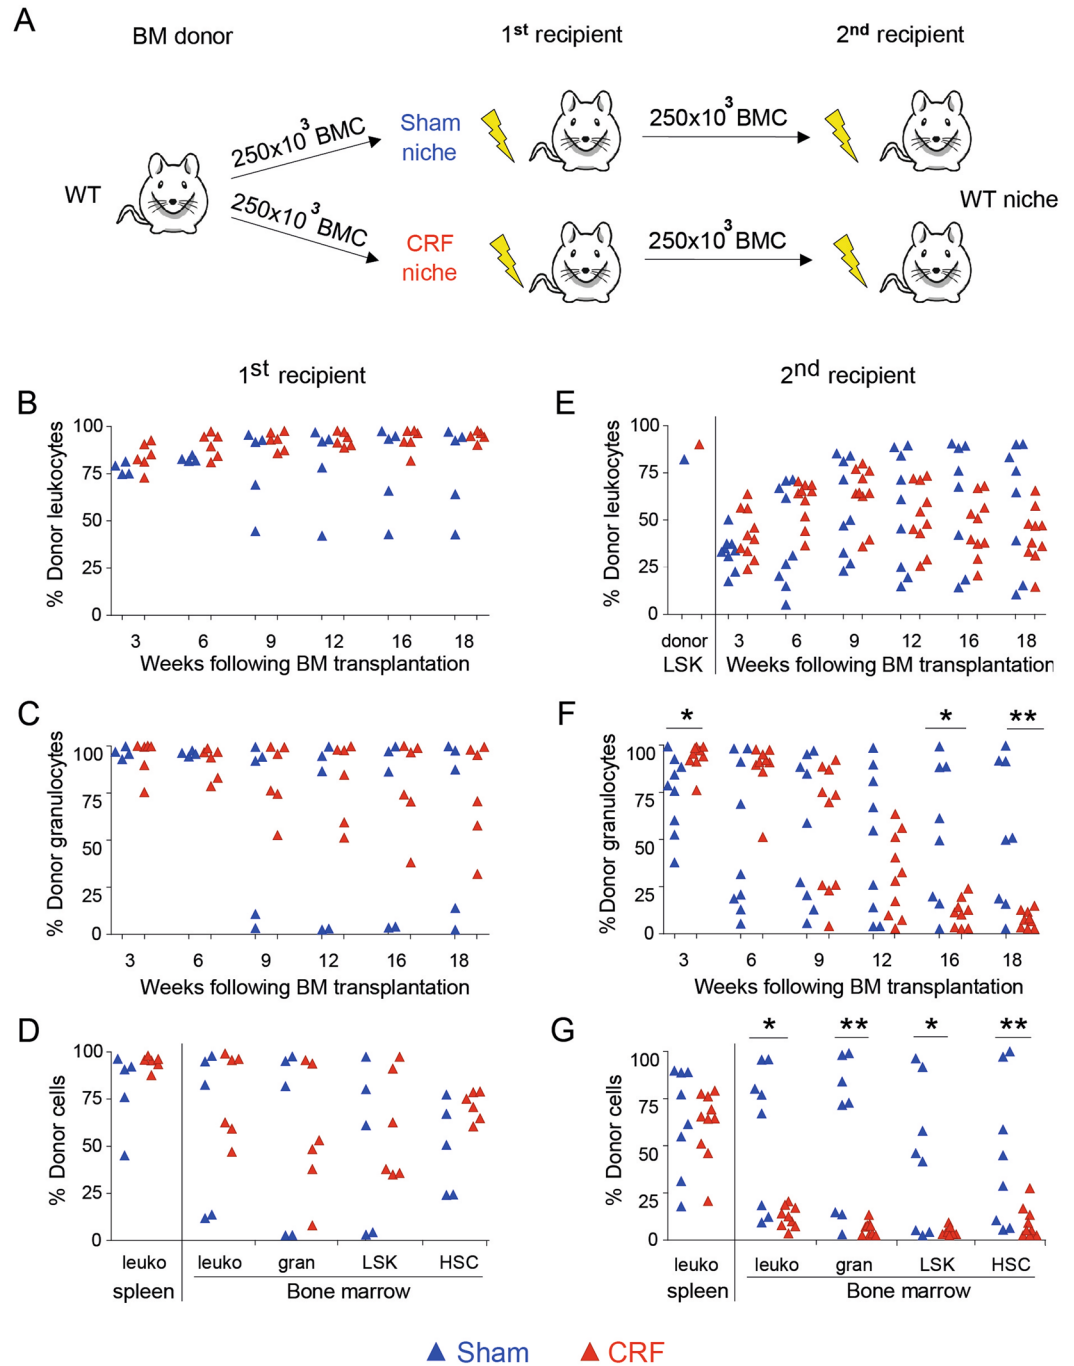 A
BM donor
1st recipient
2nd recipient
WT
250x10³ BMC
250x10³ BMC
Sham
niche
CRF
niche
250x10³ BMC
250x10³ BMC
WT niche
1st recipient
2nd recipient
B
% Donor leukocytes
100
75
50
25
0
3 6 9 12 16 18
Weeks following BM transplantation
E
% Donor leukocytes
100
75
50
25
0
donor
LSK
3 6 9 12 16 18
Weeks following BM transplantation
C
% Donor granulocytes
100
75
50
25
0
3 6 9 12 16 18
Weeks following BM transplantation
F
% Donor granulocytes
* * **
100
75
50
25
0
3 6 9 12 16 18
Weeks following BM transplantation
D
% Donor cells
100
75
50
25
0
leuko leuko gran LSK HSC
spleen Bone marrow
G
% Donor cells
* ** * **
100
75
50
25
0
leuko leuko gran LSK HSC
spleen Bone marrow
Sham CRF